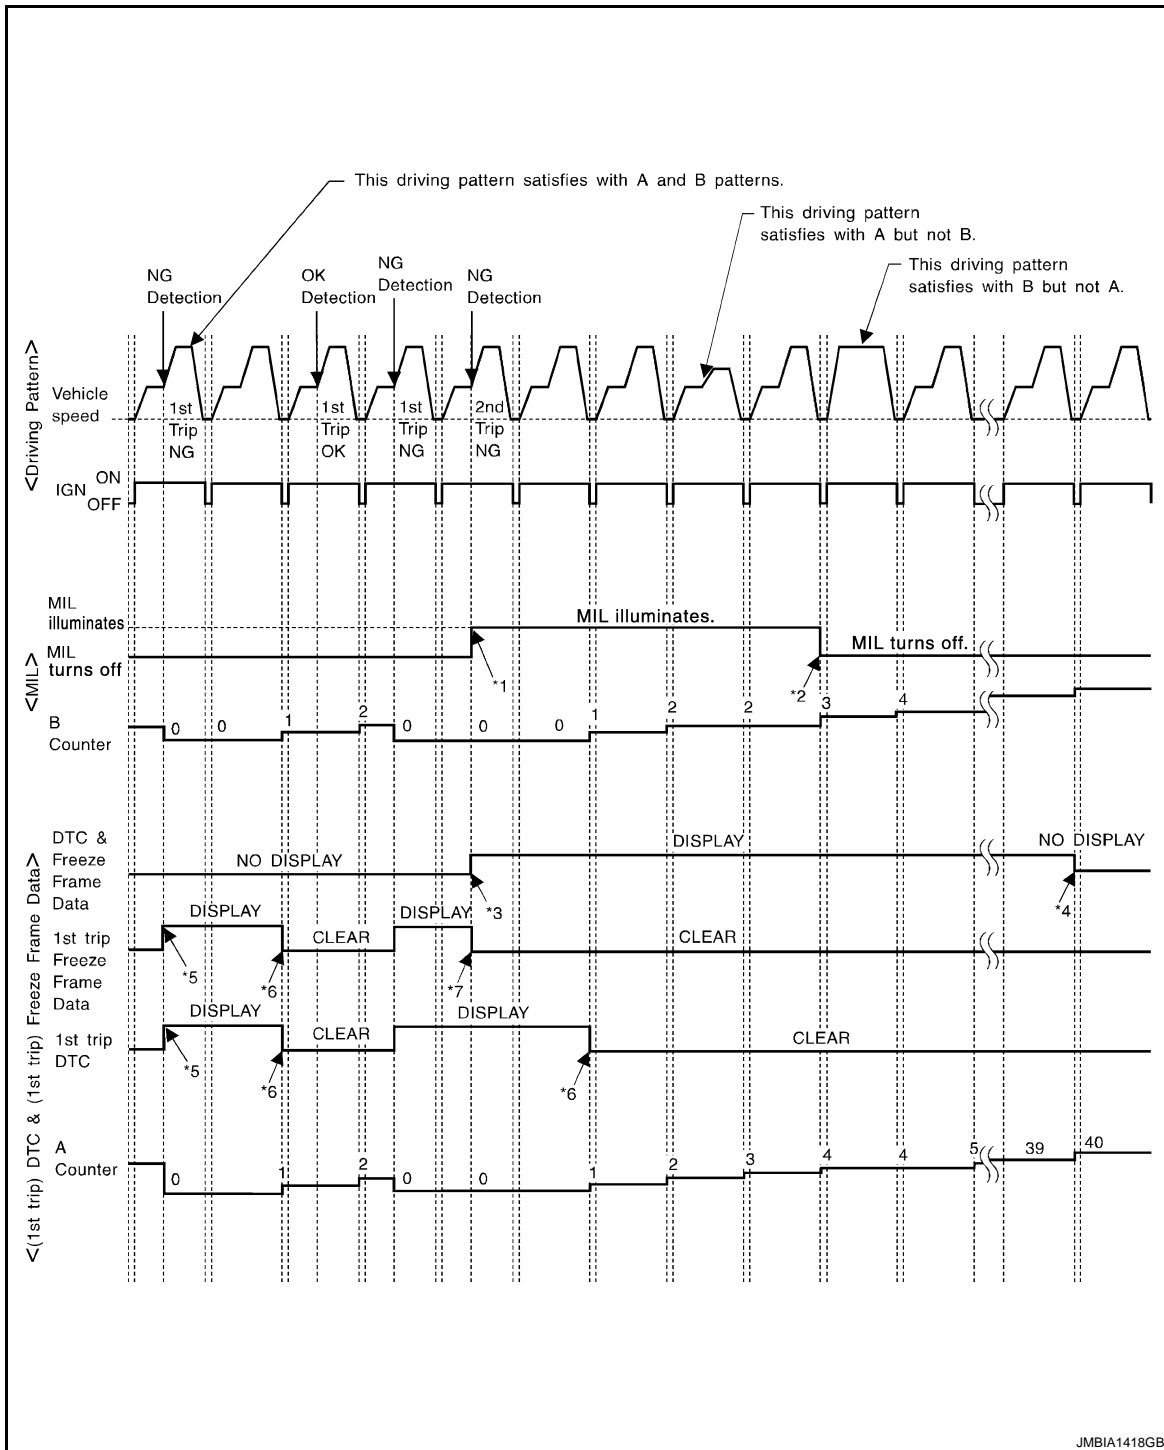 This driving pattern satisfies with A and B patterns.
This driving pattern
satisfies with A but not B.
This driving pattern
satisfies with B but not A.
NG
Detection
OK
Detection
NG
Detection
NG
Detection
<Driving Pattern>
Vehicle
speed
1st
Trip
NG
1st
Trip
OK
1st
Trip
NG
2nd
Trip
NG
IGN
ON
OFF
<MIL>
MIL
illuminates
MIL illuminates.
MIL
turns off
MIL turns off.
*1
*2
B
Counter
0 0 1 2 0 0 0 1 2 2 3 4
<(1st trip) DTC & (1st trip) Freeze Frame Data>
DTC &
Freeze
Frame
Data
NO DISPLAY
DISPLAY
NO DISPLAY
*3
*4
1st trip
Freeze
Frame
Data
DISPLAY
CLEAR
DISPLAY
CLEAR
*5
*6
*7
1st trip
DTC
DISPLAY
CLEAR
DISPLAY
CLEAR
*5
*6
*6
A
Counter
0 1 2 0 0 1 2 3 4 4 5 39 40
JMBIA1418GB